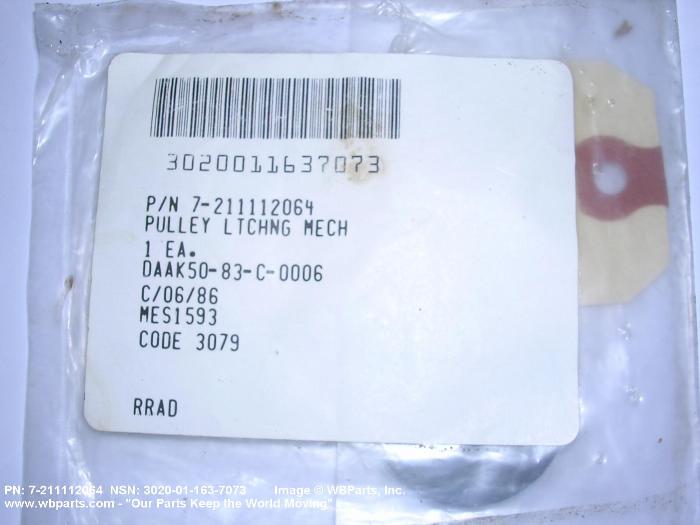 3020011637073
P/N 7-211112064
PULLEY LTCHNG MECH
1 EA.
DAAK50-83-C-0006
C/06/86
MES1593
CODE 3079
RRAD
PN: 7-211112064 NSN: 3020-01-163-7073 Image © WBParts, Inc.
www.wbparts.com - "Our Parts Keep the World Moving"